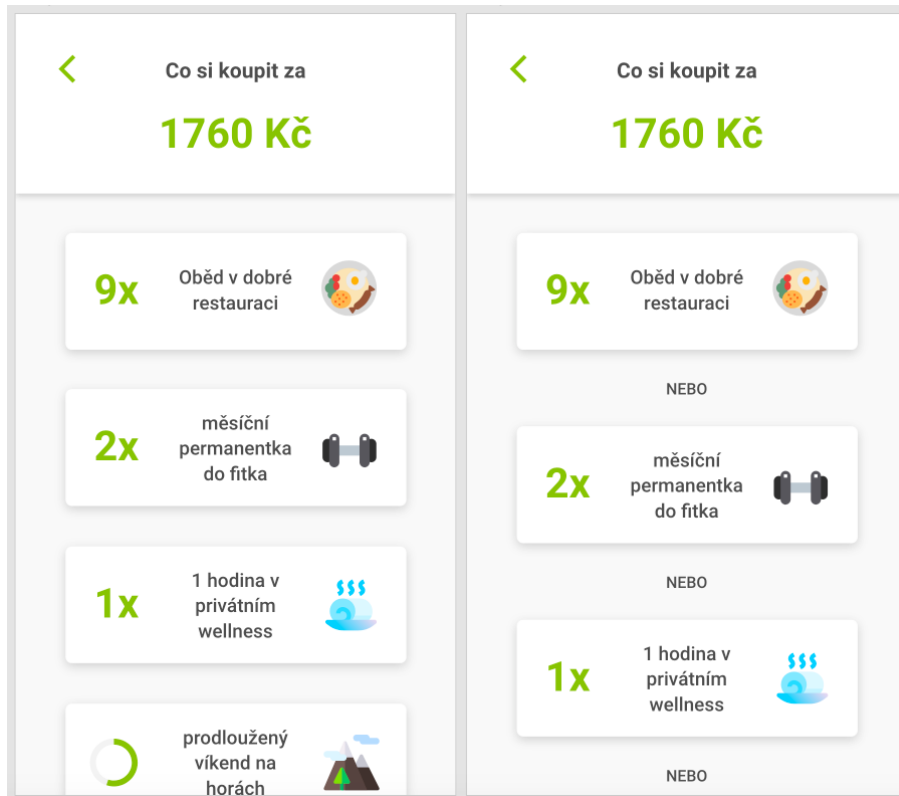 Co si koupit za
1760 Kč
9x
Oběd v dobré
restauraci
2x
měsíční
permanentka
do fitka
1x
1 hodina v
privátním
wellness
prodloužený
víkend na
horách
Co si koupit za
1760 Kč
9x
Oběd v dobré
restauraci
NEBO
2x
měsíční
permanentka
do fitka
NEBO
1x
1 hodina v
privátním
wellness
NEBO